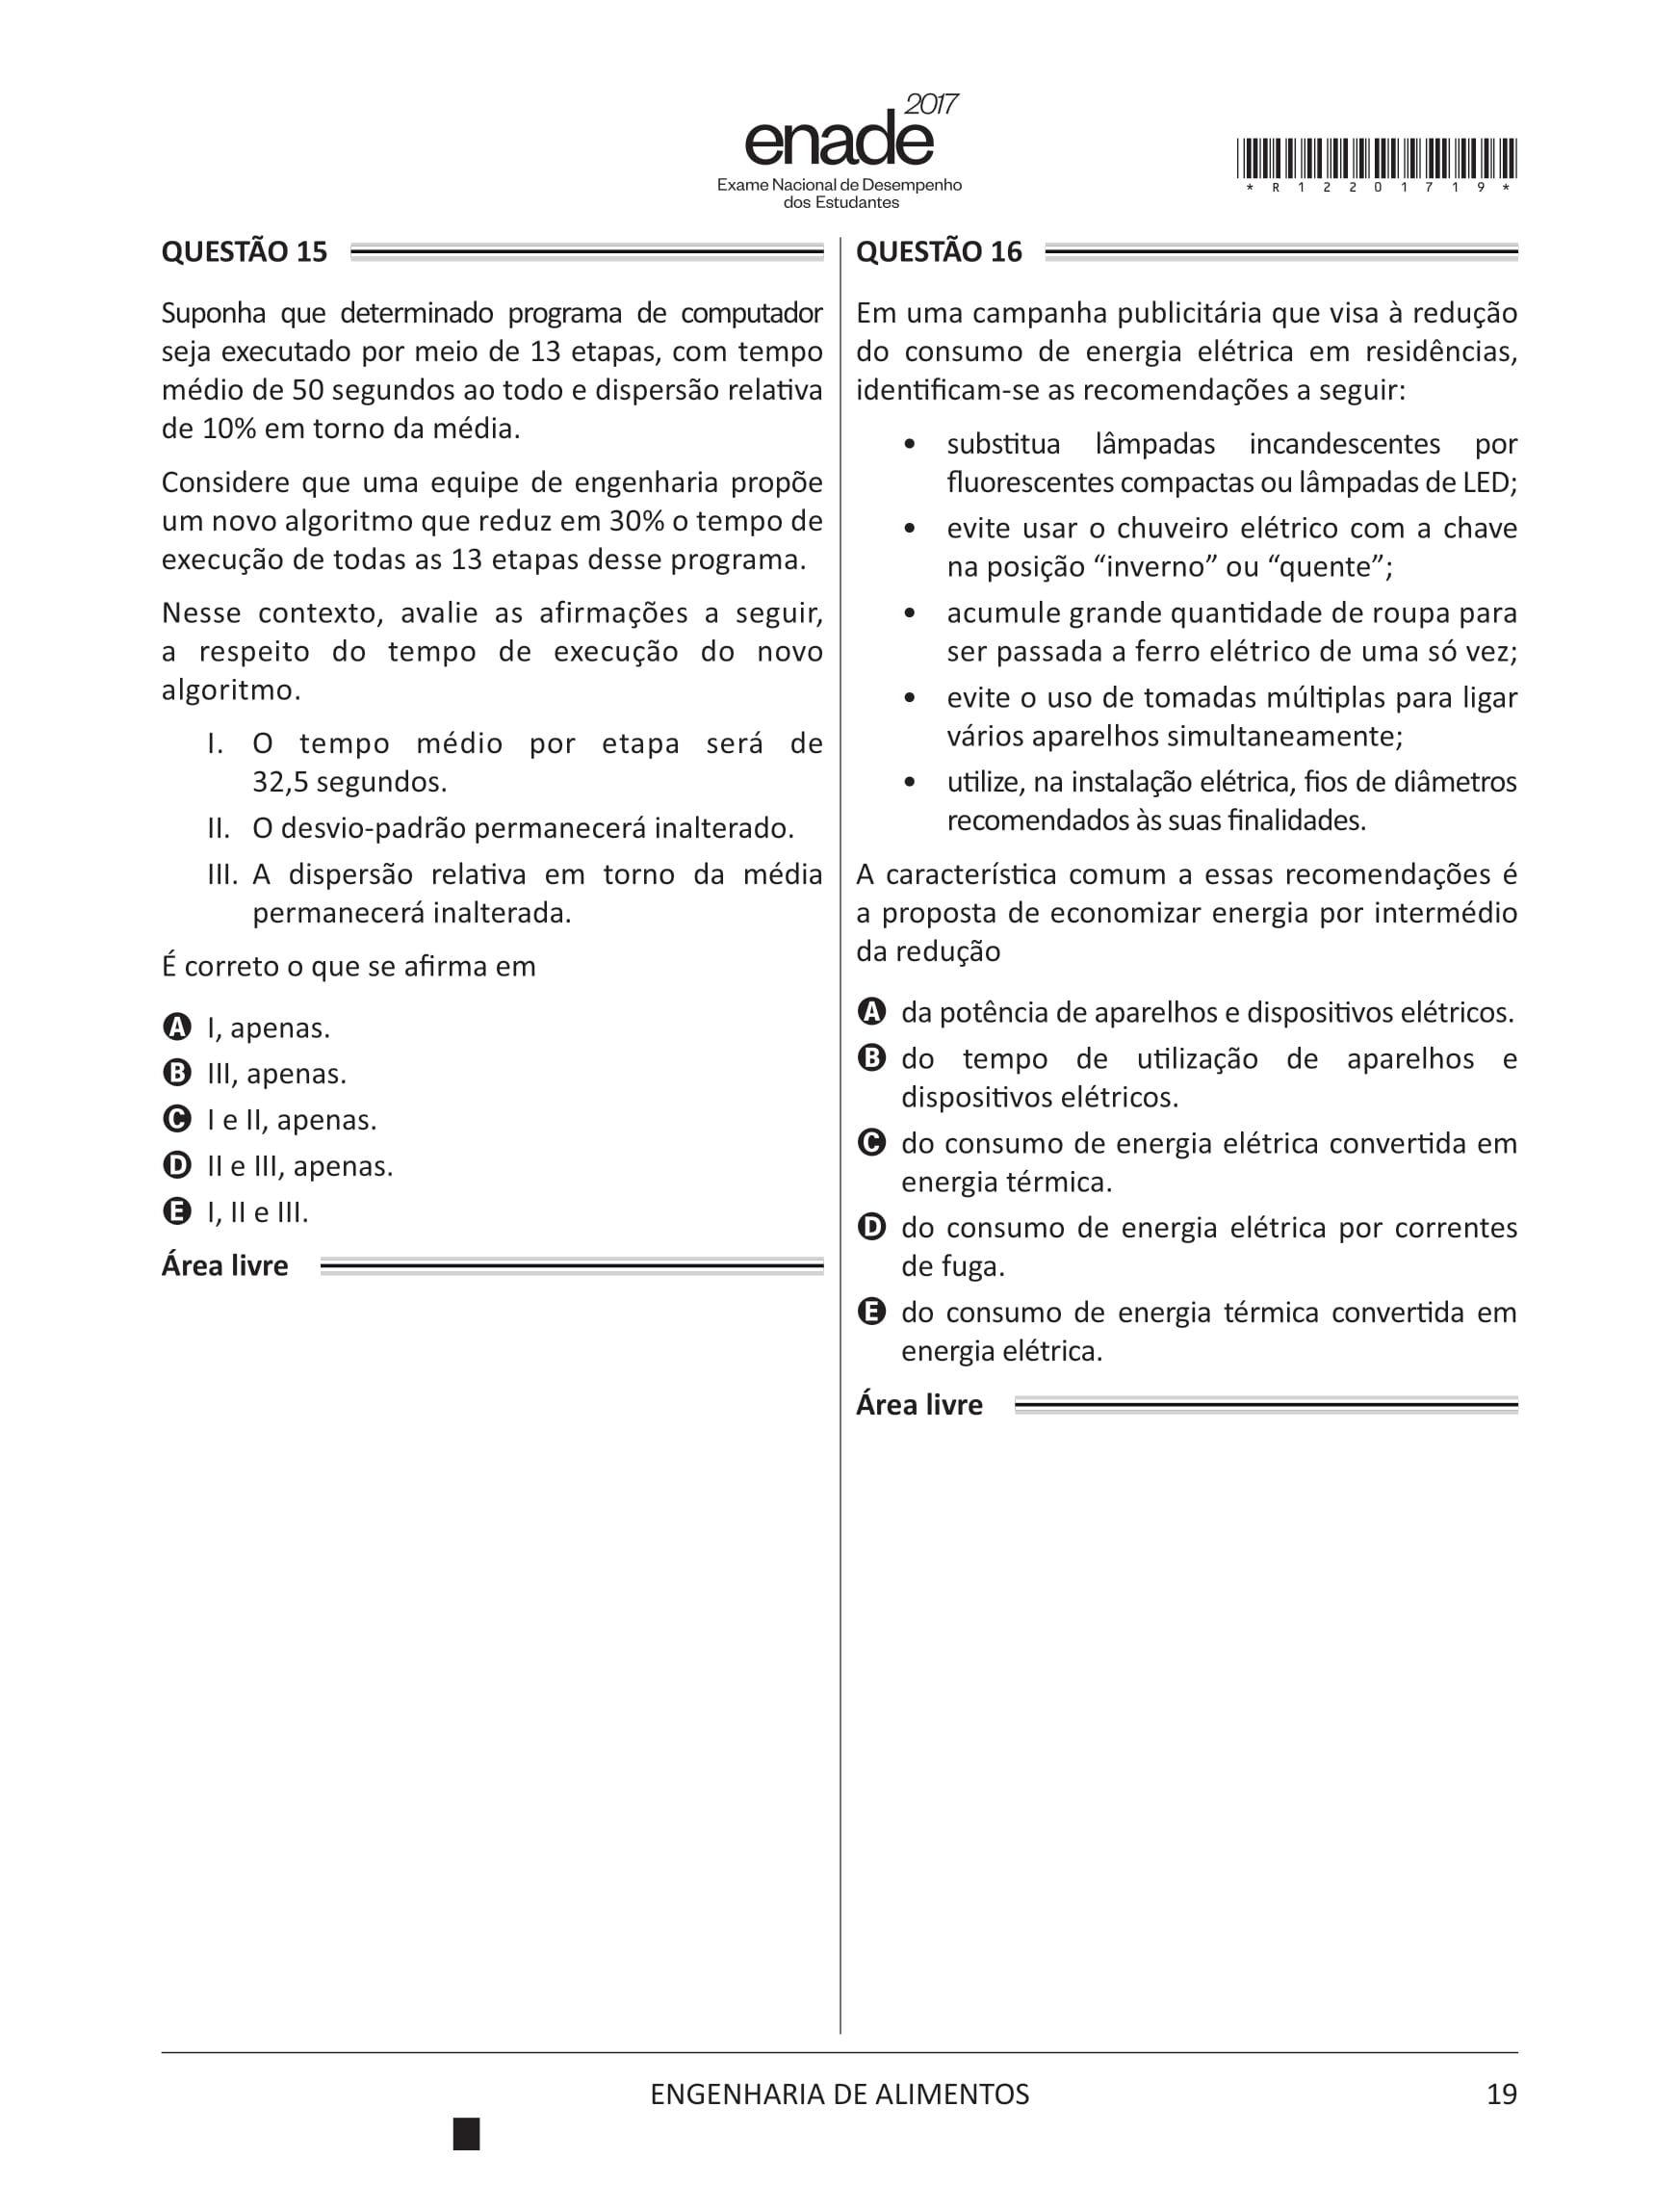 2017
enade
Exame Nacional de Desempenho
dos Estudantes
*R12201719*
QUESTÃO 15
Suponha que determinado programa de computador
seja executado por meio de 13 etapas, com tempo
médio de 50 segundos ao todo e dispersão relativa
de 10% em torno da média.
Considere que uma equipe de engenharia propõe
um novo algoritmo que reduz em 30% o tempo de
execução de todas as 13 etapas desse programa.
Nesse contexto, avalie as afirmações a seguir,
a respeito do tempo de execução do novo
algoritmo.
I. O tempo médio por etapa será de
32,5 segundos.
II. O desvio-padrão permanecerá inalterado.
III. A dispersão relativa em torno da média
permanecerá inalterada.
É correto o que se afirma em
A I, apenas.
B III, apenas.
C I e II, apenas.
D II e III, apenas.
E I, II e III.
Área livre
QUESTÃO 16
Em uma campanha publicitária que visa à redução
do consumo de energia elétrica em residências,
identificam-se as recomendações a seguir:
• substitua lâmpadas incandescentes por
fluorescentes compactas ou lâmpadas de LED;
• evite usar o chuveiro elétrico com a chave
na posição “inverno” ou “quente”;
• acumule grande quantidade de roupa para
ser passada a ferro elétrico de uma só vez;
• evite o uso de tomadas múltiplas para ligar
vários aparelhos simultaneamente;
• utilize, na instalação elétrica, fios de diâmetros
recomendados às suas finalidades.
A característica comum a essas recomendações é
a proposta de economizar energia por intermédio
da redução
A da potência de aparelhos e dispositivos elétricos.
B do tempo de utilização de aparelhos e
dispositivos elétricos.
C do consumo de energia elétrica convertida em
energia térmica.
D do consumo de energia elétrica por correntes
de fuga.
E do consumo de energia térmica convertida em
energia elétrica.
Área livre
ENGENHARIA DE ALIMENTOS
19